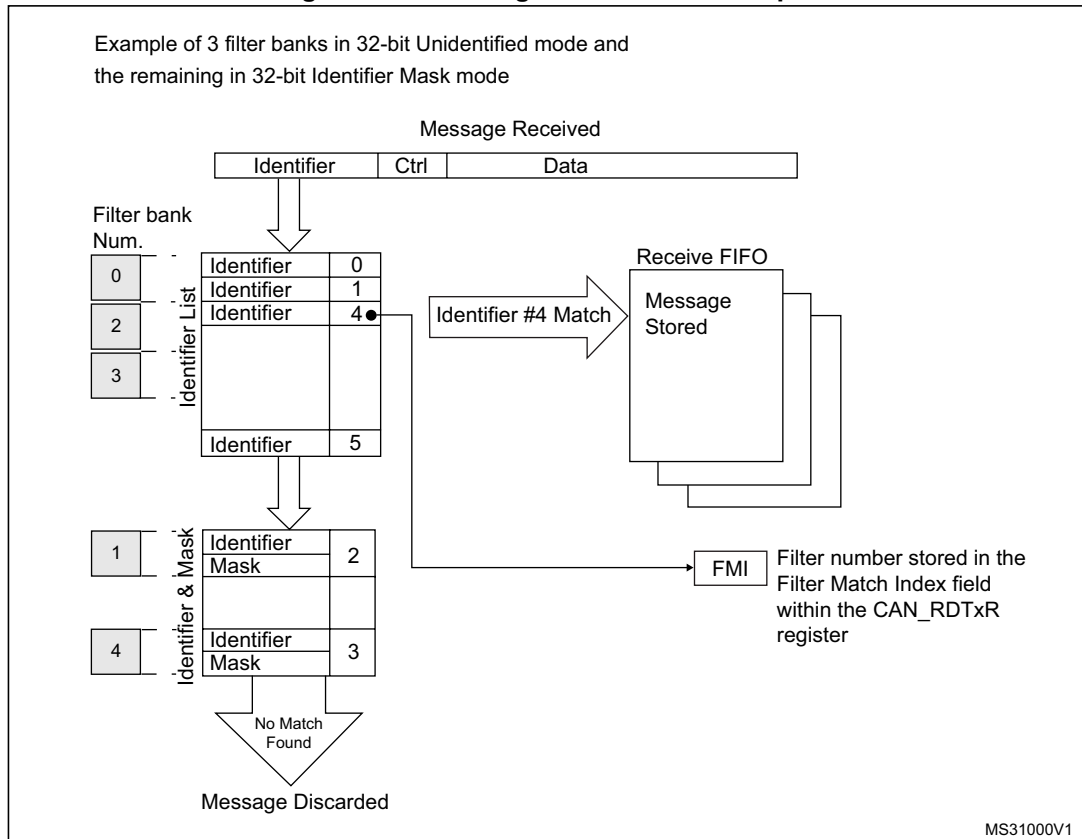 Example of 3 filter banks in 32-bit Unidentified mode and
the remaining in 32-bit Identifier Mask mode
Message Received
Identifier Ctrl Data
Filter bank
Num.
0
2
3
Identifier List
Identifier 0
Identifier 1
Identifier 4
Identifier 5
Identifier #4 Match
Receive FIFO
Message
Stored
1
4
Identifier & Mask
Identifier
Mask
2
Identifier
Mask
3
FMI
Filter number stored in the
Filter Match Index field
within the CAN_RDTxR
register
No Match
Found
Message Discarded
MS31000V1